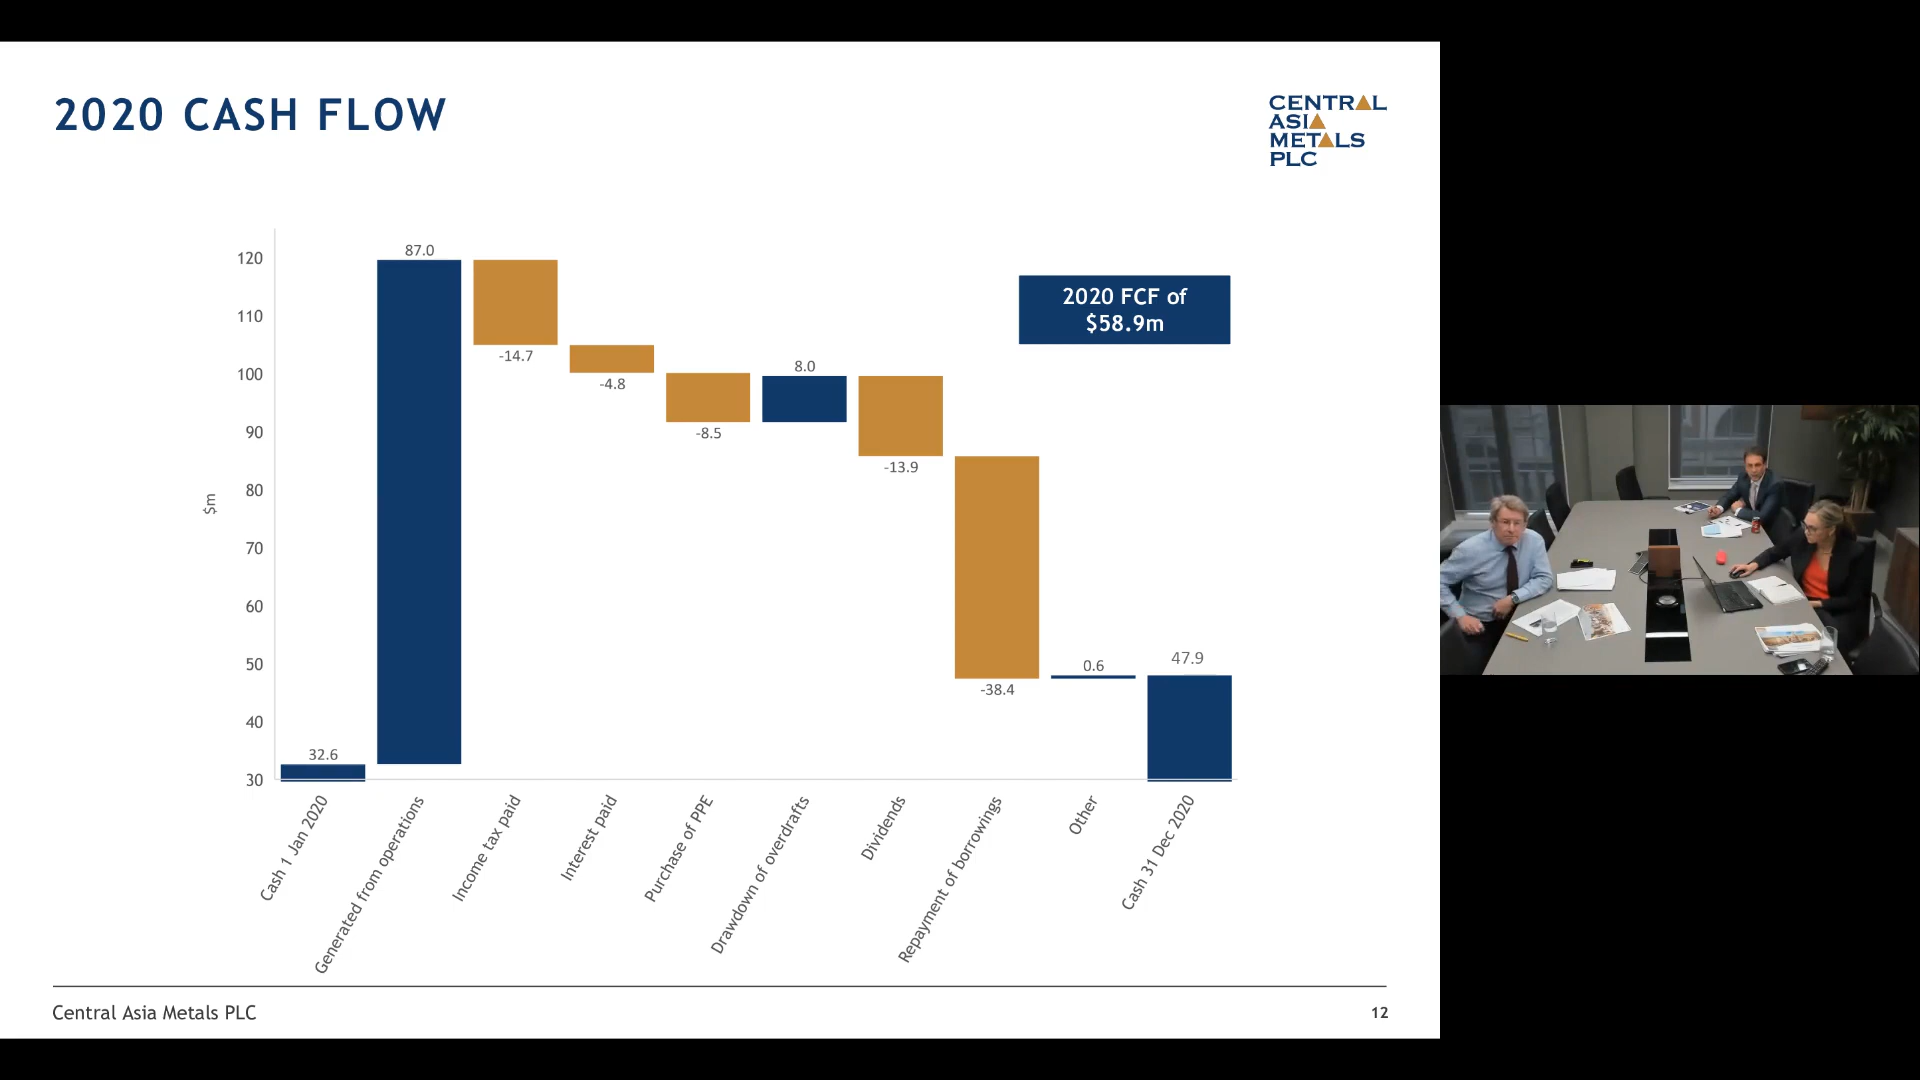 2020 CASH FLOW
CENTRAL
ASIA
METALS
PLC
2020 FCF of
$58.9m
$m
120
110
100
90
80
70
60
50
40
30
32.6
87.0
-14.7
-4.8
-8.5
8.0
-13.9
-38.4
0.6
47.9
Cash 1 Jan 2020
Generated from operations
Income tax paid
Interest paid
Purchase of PPE
Drawdown of overdrafts
Dividends
Repayment of borrowings
Other
Cash 31 Dec 2020
Central Asia Metals PLC
12